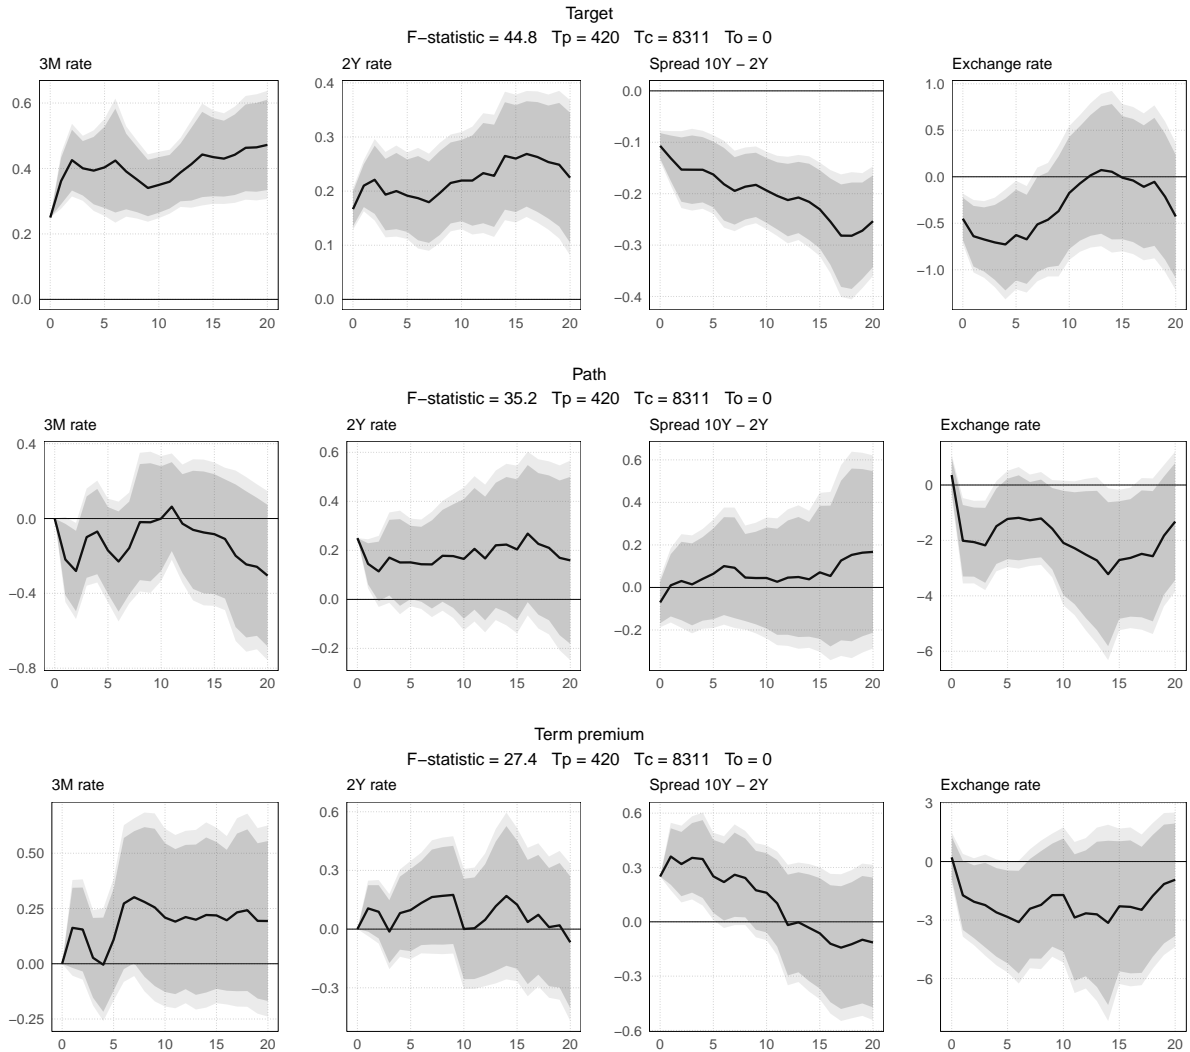 Target
F−statistic = 44.8 Tp = 420 Tc = 8311 To = 0
3M rate 2Y rate Spread 10Y − 2Y Exchange rate
0.6
0.4
0.2
0.0
0 5 10 15 20
0.4
0.3
0.2
0.1
0.0
0 5 10 15 20
0.0
−0.1
−0.2
−0.3
−0.4
0 5 10 15 20
1.0
0.5
0.0
−0.5
−1.0
0 5 10 15 20
Path
F−statistic = 35.2 Tp = 420 Tc = 8311 To = 0
3M rate 2Y rate Spread 10Y − 2Y Exchange rate
0.4
0.0
−0.4
−0.8
0 5 10 15 20
0.6
0.4
0.2
0.0
−0.2
0 5 10 15 20
0.6
0.4
0.2
0.0
−0.2
0 5 10 15 20
0
−2
−4
−6
0 5 10 15 20
Term premium
F−statistic = 27.4 Tp = 420 Tc = 8311 To = 0
3M rate 2Y rate Spread 10Y − 2Y Exchange rate
0.50
0.25
0.00
−0.25
0 5 10 15 20
0.6
0.3
0.0
−0.3
0 5 10 15 20
0.6
0.3
0.0
−0.3
−0.6
0 5 10 15 20
3
0
−3
−6
0 5 10 15 20